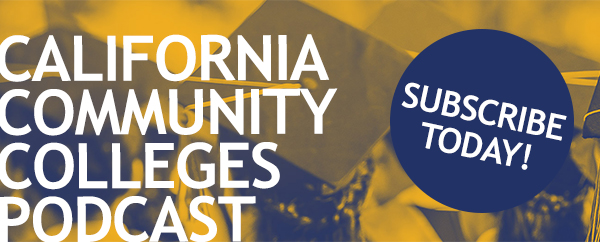 CALIFORNIA
COMMUNITY
COLLEGES
PODCAST
SUBSCRIBE
TODAY!